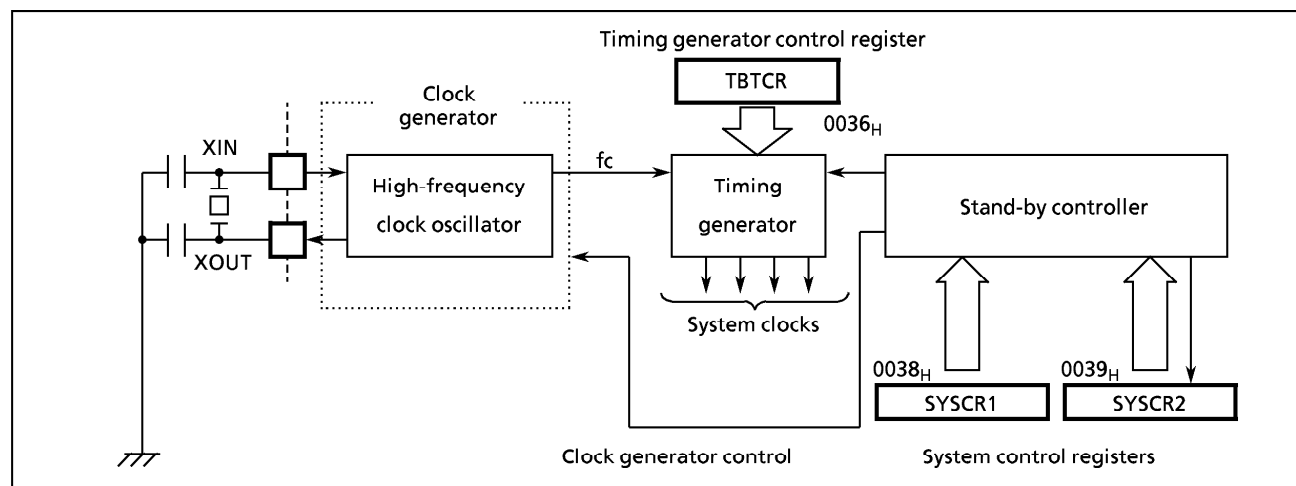 Timing generator control register
TBTCR
0036H
Clock
generator
XIN
XOUT
High-frequency
clock oscillator
fc
Timing
generator
Stand-by controller
System clocks
0038H
0039H
SYSCR1
SYSCR2
Clock generator control
System control registers